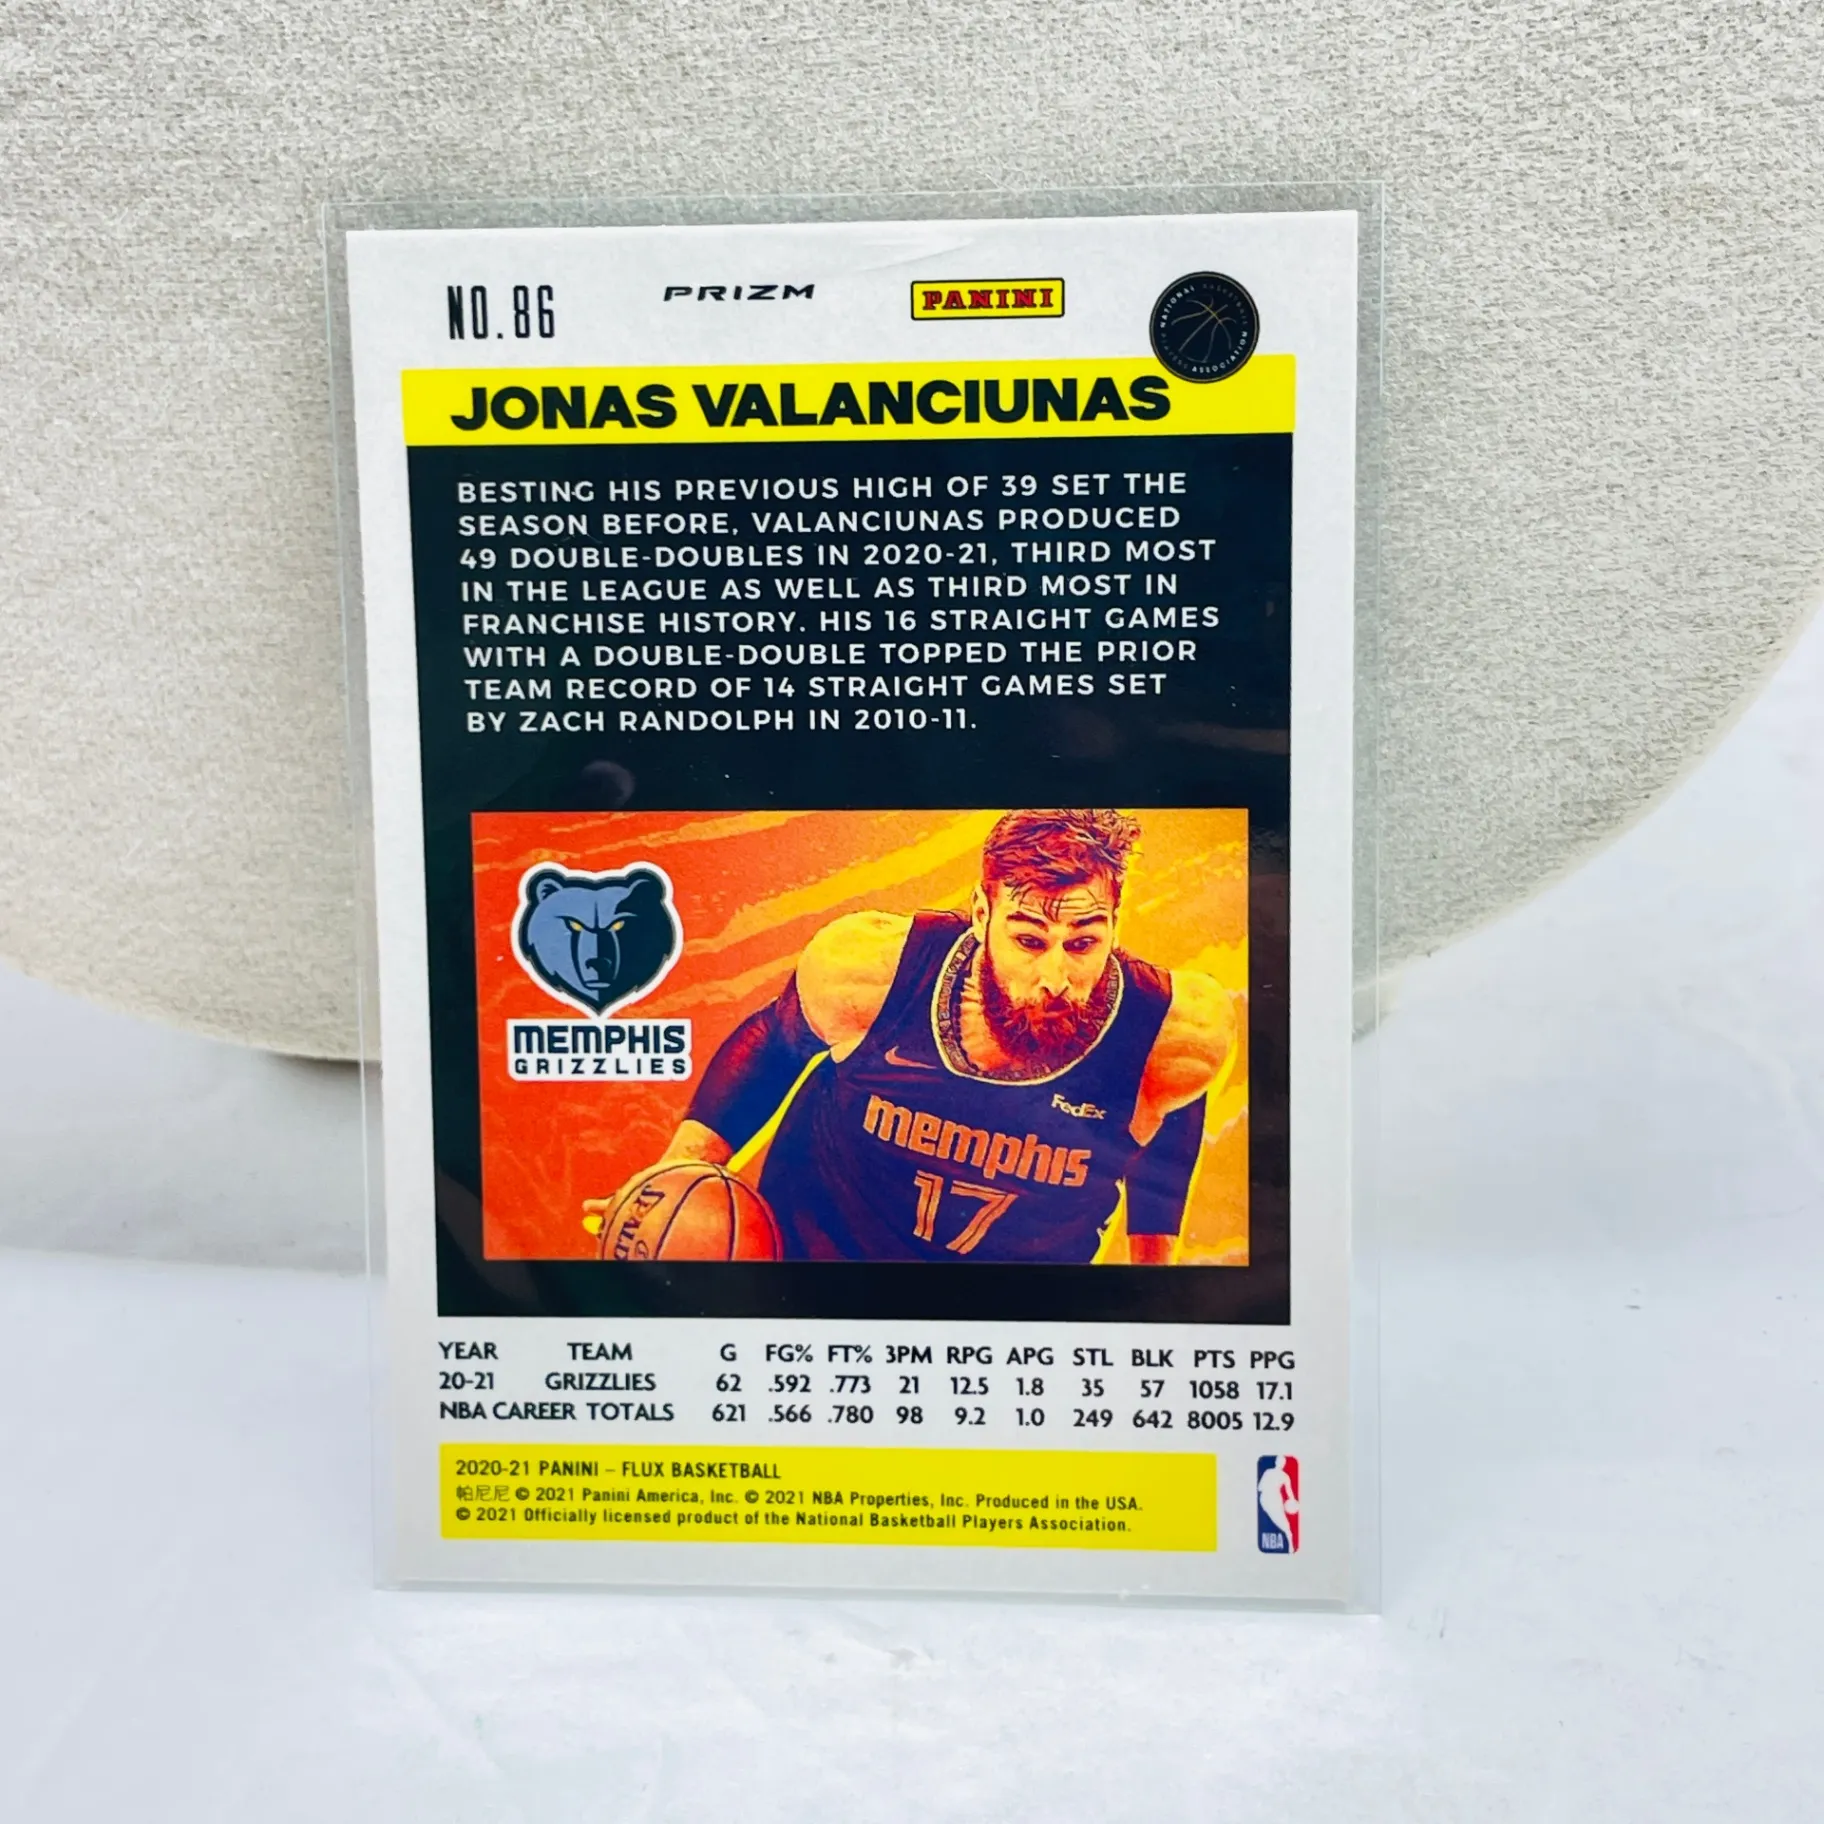 NO.86 PRIZM PANINI
NATIONAL BASKETBALL PLAYERS ASSOCIATION
JONAS VALANCIUNAS
BESTING HIS PREVIOUS HIGH OF 39 SET THE
SEASON BEFORE, VALANCIUNAS PRODUCED
49 DOUBLE-DOUBLES IN 2020-21, THIRD MOST
IN THE LEAGUE AS WELL AS THIRD MOST IN
FRANCHISE HISTORY. HIS 16 STRAIGHT GAMES
WITH A DOUBLE-DOUBLE TOPPED THE PRIOR
TEAM RECORD OF 14 STRAIGHT GAMES SET
BY ZACH RANDOLPH IN 2010-11.
MEMPHIS
GRIZZLIES
FedEx
memphis
17
SPALDING
YEAR TEAM G FG% FT% 3PM RPG APG STL BLK PTS PPG
20-21 GRIZZLIES 62 .592 .773 21 12.5 1.8 35 57 1058 17.1
NBA CAREER TOTALS 621 .566 .780 98 9.2 1.0 249 642 8005 12.9
2020-21 PANINI – FLUX BASKETBALL
帕尼尼 © 2021 Panini America, Inc. © 2021 NBA Properties, Inc. Produced in the USA.
© 2021 Officially licensed product of the National Basketball Players Association.
NBA